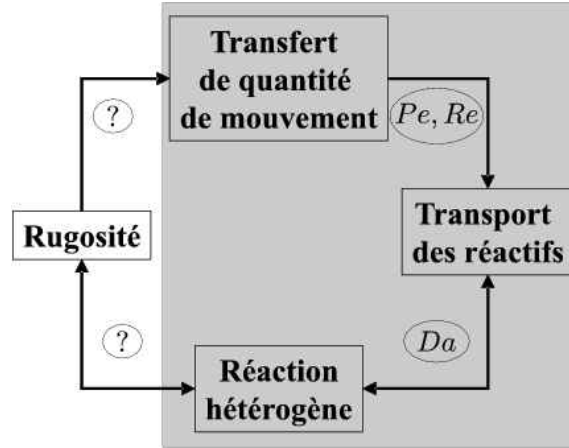 Transfert
de quantité
de mouvement
?
Pe, Re
Rugosité
Transport
des réactifs
?
Da
Réaction
hétérogène